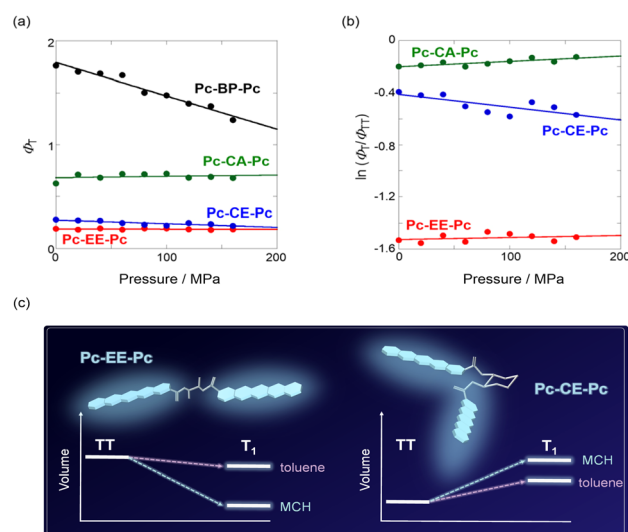 (a)
2
1
0
Φ_T
Pc-BP-Pc
Pc-CA-Pc
Pc-CE-Pc
Pc-EE-Pc
0 100 200
Pressure / MPa
(b)
-0
-0.4
-0.8
-1.2
-1.6
ln (Φ_T/Φ_TT)
Pc-CA-Pc
Pc-CE-Pc
Pc-EE-Pc
0 100 200
Pressure / MPa
(c)
Pc-EE-Pc
Volume
TT
T₁
toluene
MCH
Pc-CE-Pc
Volume
TT
T₁
MCH
toluene